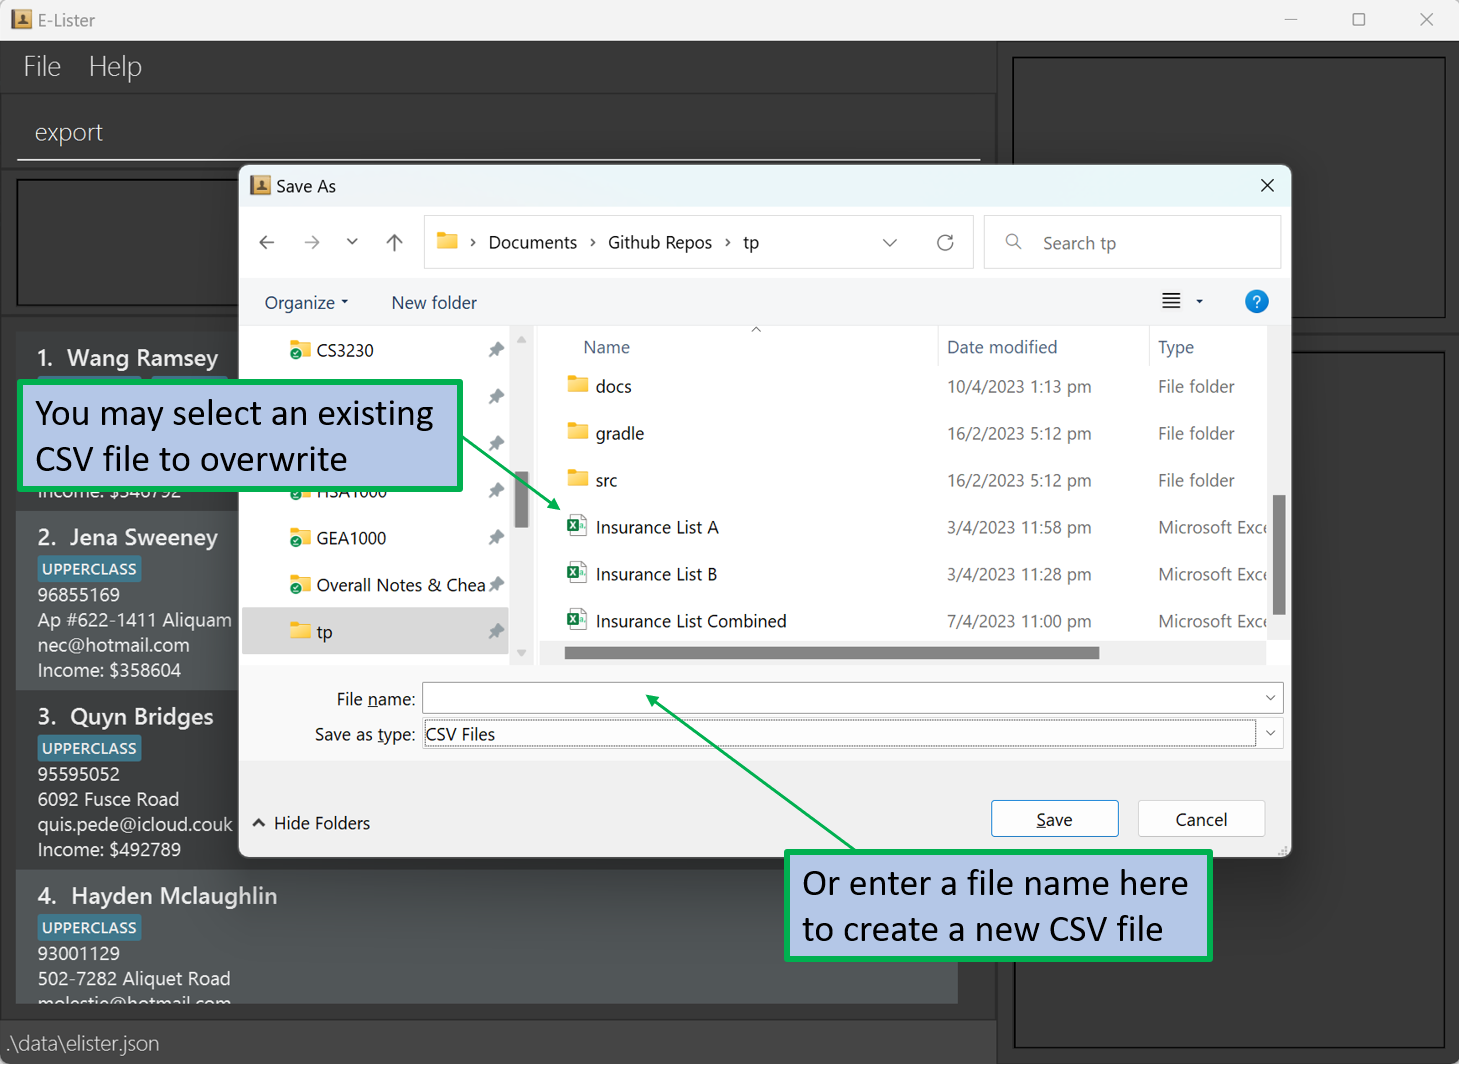 E-Lister
File Help
export
Save As
Documents › Github Repos › tp
Search tp
Organize
New folder
?
CS3230
HSA1000
GEA1000
Overall Notes & Chea
tp
Name Date modified Type
docs 10/4/2023 1:13 pm File folder
gradle 16/2/2023 5:12 pm File folder
src 16/2/2023 5:12 pm File folder
Insurance List A 3/4/2023 11:58 pm Microsoft Exce
Insurance List B 3/4/2023 11:28 pm Microsoft Exce
Insurance List Combined 7/4/2023 11:00 pm Microsoft Exce
File name:
Save as type: CSV Files
Hide Folders
Save
Cancel
You may select an existing
CSV file to overwrite
Or enter a file name here
to create a new CSV file
1. Wang Ramsey
Income: $346792
2. Jena Sweeney
UPPERCLASS
96855169
Ap #622-1411 Aliquam
nec@hotmail.com
Income: $358604
3. Quyn Bridges
UPPERCLASS
95595052
6092 Fusce Road
quis.pede@icloud.couk
Income: $492789
4. Hayden Mclaughlin
UPPERCLASS
93001129
502-7282 Aliquet Road
molestie@hotmail.com
.\data\elister.json